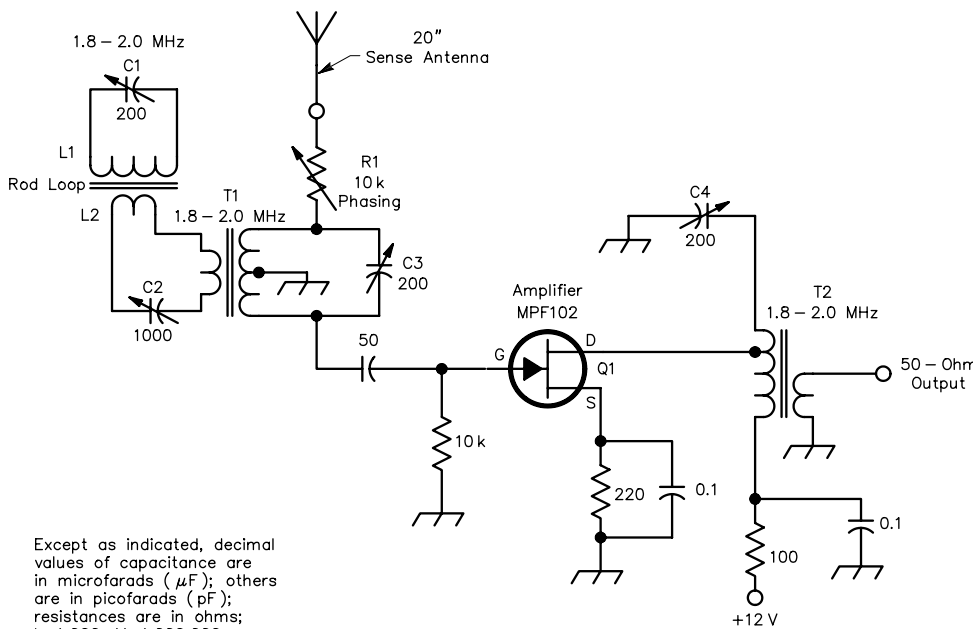 1.8 – 2.0 MHz
C1
200
L1
Rod Loop
L2
C2
1000
T1
1.8 – 2.0 MHz
20"
Sense Antenna
R1
10 k
Phasing
C3
200
50
10 k
Amplifier
MPF102
G
D
Q1
S
220
0.1
C4
200
T2
1.8 – 2.0 MHz
50 – Ohm
Output
0.1
100
+12 V
Except as indicated, decimal
values of capacitance are
in microfarads ( μF); others
are in picofarads ( pF);
resistances are in ohms;